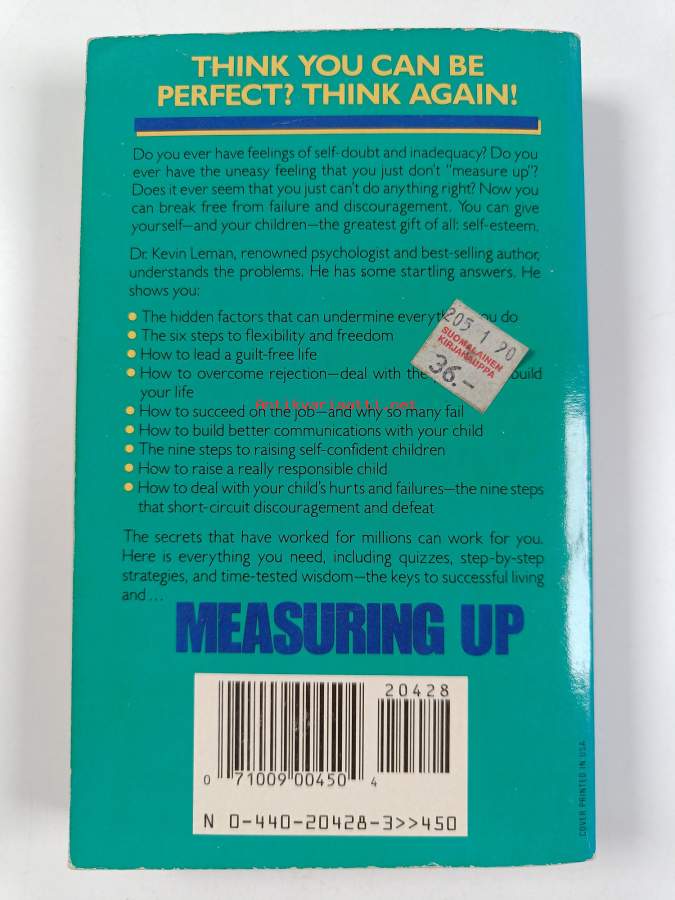 THINK YOU CAN BE
PERFECT? THINK AGAIN!
Do you ever have feelings of self-doubt and inadequacy? Do you
ever have the uneasy feeling that you just don't "measure up"?
Does it ever seem that you just can't do anything right? Now you
can break free from failure and discouragement. You can give
yourself—and your children—the greatest gift of all: self-esteem.
Dr. Kevin Leman, renowned psychologist and best-selling author,
understands the problems. He has some startling answers. He
shows you:
• The hidden factors that can undermine everyth ou do
• The six steps to flexibility and freedom
• How to lead a guilt-free life
• How to overcome rejection—deal with the build
your life
• How to succeed on the job—and why so many fail
• How to build better communications with your child
• The nine steps to raising self-confident children
• How to raise a really responsible child
• How to deal with your child's hurts and failures—the nine steps
that short-circuit discouragement and defeat
205 1 90
SUOMALAINEN
KIRJAKAUPPA
36.–
Antikvariaatti.net
The secrets that have worked for millions can work for you.
Here is everything you need, including quizzes, step-by-step
strategies, and time-tested wisdom—the keys to successful living
and...
MEASURING UP
20428
0 71009 00450 4
N 0-440-20428-3>>450
COVER PRINTED IN USA